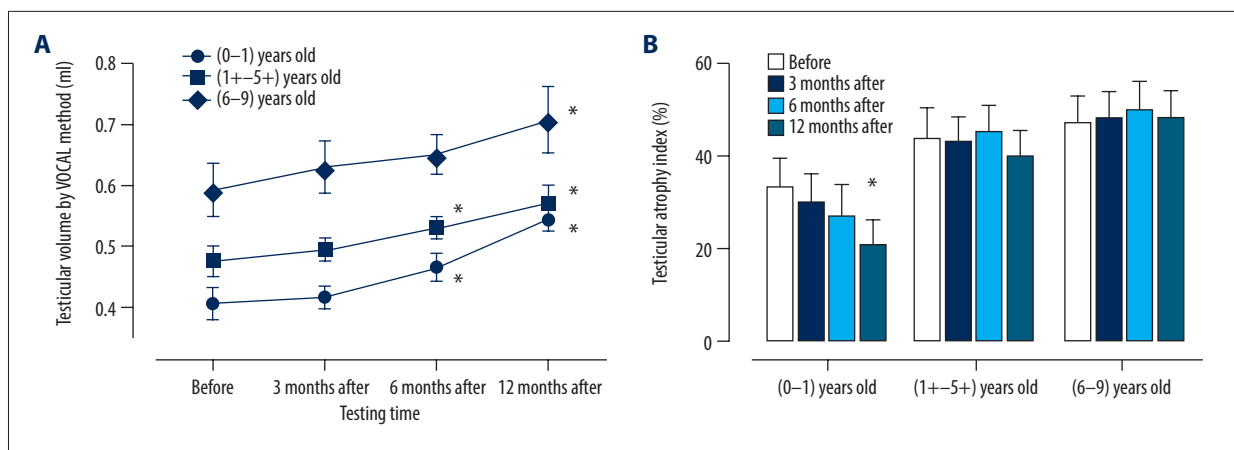 A
(0–1) years old
(1+–5+) years old
(6–9) years old
Testicular volume by VOCAL method (ml)
0.8
0.7
0.6
0.5
0.4
*
*
*
*
*
Before
3 months after
6 months after
12 months after
Testing time
B
Before
3 months after
6 months after
12 months after
Testicular atrophy index (%)
60
40
20
0
*
(0–1) years old
(1+–5+) years old
(6–9) years old